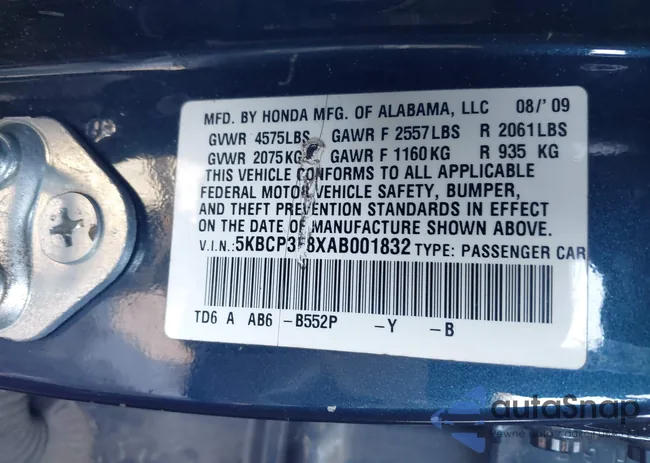 MFD. BY HONDA MFG. OF ALABAMA, LLC 08/'09
GVWR 4575LBS GAWR F 2557LBS R 2061LBS
GVWR 2075KG GAWR F 1160KG R 935 KG
THIS VEHICLE CONFORMS TO ALL APPLICABLE
FEDERAL MOTOR VEHICLE SAFETY, BUMPER,
AND THEFT PREVENTION STANDARDS IN EFFECT
ON THE DATE OF MANUFACTURE SHOWN ABOVE.
V.I.N.: TYPE: PASSENGER CAR
TD6 A AB6 -B552P -Y -B
autoSnap